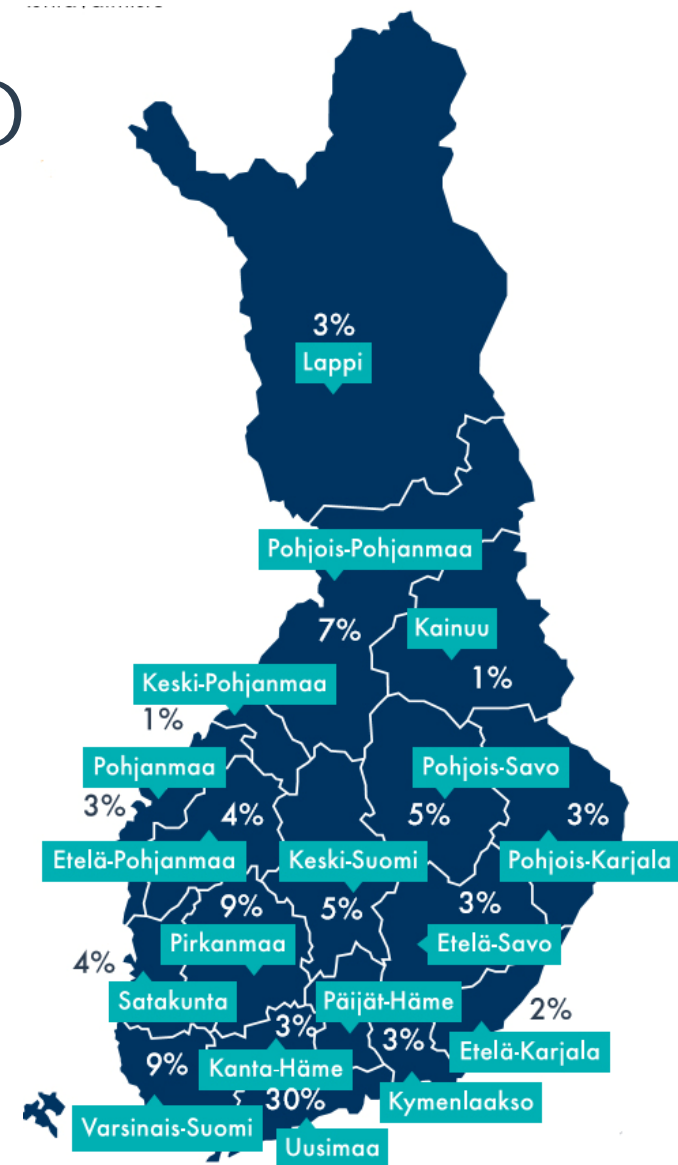 3%
Lappi
Pohjois-Pohjanmaa
7%
Kainuu
1%
Keski-Pohjanmaa
1%
Pohjanmaa
3%
Pohjois-Savo
5%
4%
Etelä-Pohjanmaa
Keski-Suomi
5%
3%
Pohjois-Karjala
9%
Pirkanmaa
3%
Etelä-Savo
4%
Satakunta
Päijät-Häme
3%
Kanta-Häme
3%
Kymenlaakso
2%
Etelä-Karjala
9%
Varsinais-Suomi
30%
Uusimaa